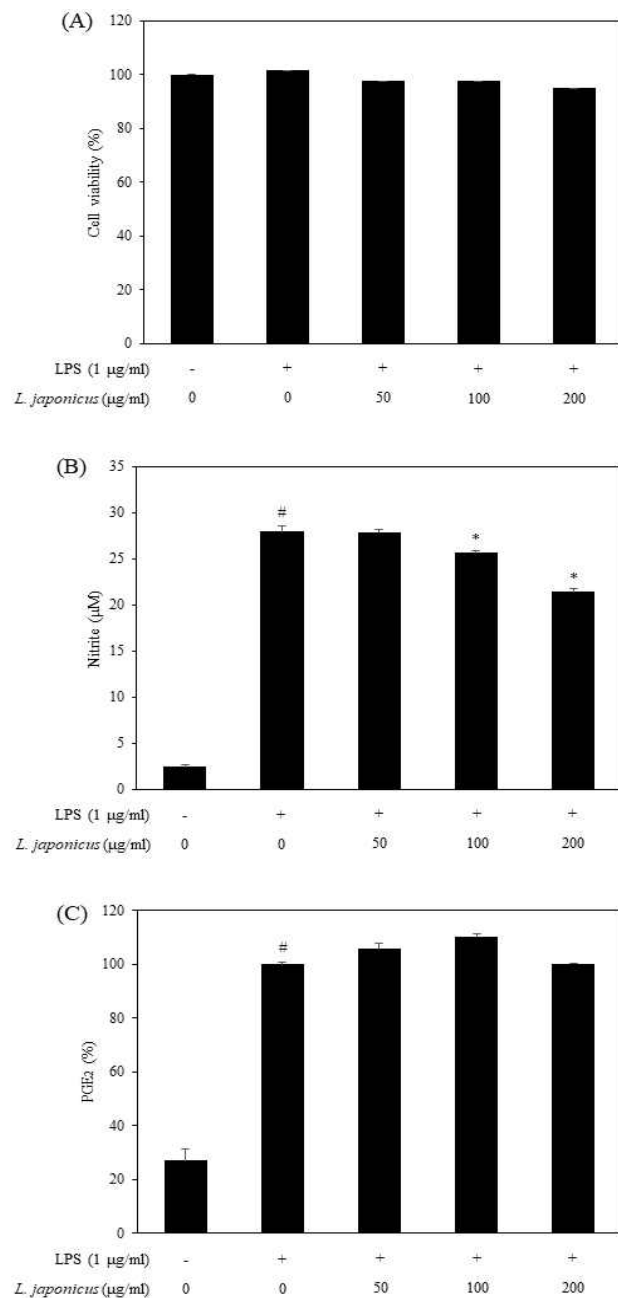 (A)
120
100
80
60
40
20
0
Cell viability (%)
LPS (1 μg/ml) - + + + +
L. japonicus (μg/ml) 0 0 50 100 200
(B)
35
30
25
20
15
10
5
0
Nitrite (μM)
#
*
*
LPS (1 μg/ml) - + + + +
L. japonicus (μg/ml) 0 0 50 100 200
(C)
120
100
80
60
40
20
0
PGE₂ (%)
#
LPS (1 μg/ml) - + + + +
L. japonicus (μg/ml) 0 0 50 100 200